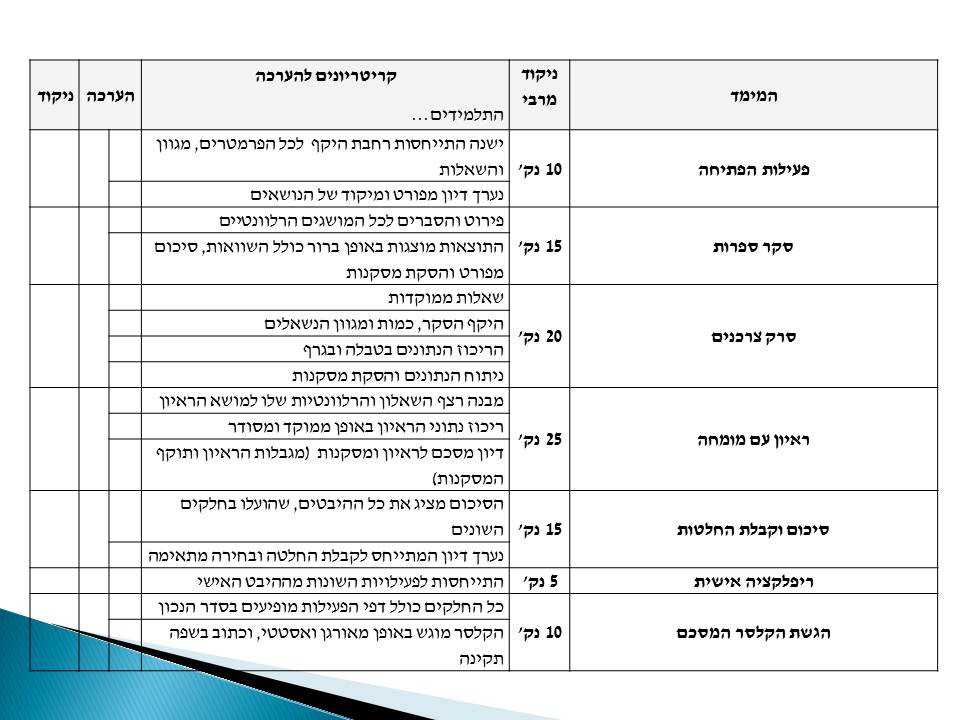 המימד
ניקוד
מרבי
קריטריונים להערכה
התלמידים...
הערכה
ניקוד
פעילות הפתיחה
10 נק'
ישנה התייחסות רחבת היקף לכל הפרמטרים, מגוון
והשאלות
נערך דיון מפורט ומיקוד של הנושאים
סקר ספרות
15 נק'
פירוט והסברים לכל המושגים הרלוונטיים
התוצאות מוצגות באופן ברור כולל השוואות, סיכום
מפורט והסקת מסקנות
סרק צרכנים
20 נק'
שאלות ממוקדות
היקף הסקר, כמות ומגוון הנשאלים
הריכוז הנתונים בטבלה ובגרף
ניתוח הנתונים והסקת מסקנות
ראיון עם מומחה
25 נק'
מבנה רצף השאלון והרלוונטיות שלו למושא הראיון
ריכוז נתוני הראיון באופן ממוקד ומסודר
דיון מסכם לראיון ומסקנות (מגבלות הראיון ותוקף
המסקנות)
סיכום וקבלת החלטות
15 נק'
הסיכום מציג את כל ההיבטים, שהועלו בחלקים
השונים
נערך דיון המתייחס לקבלת החלטה ובחירה מתאימה
ריפלקציה אישית
5 נק'
התייחסות לפעילויות השונות מההיבט האישי
הגשת הקלסר המסכם
10 נק'
כל החלקים כולל דפי הפעילות מופיעים בסדר הנכון
הקלסר מוגש באופן מאורגן ואסטטי, וכתוב בשפה
תקינה